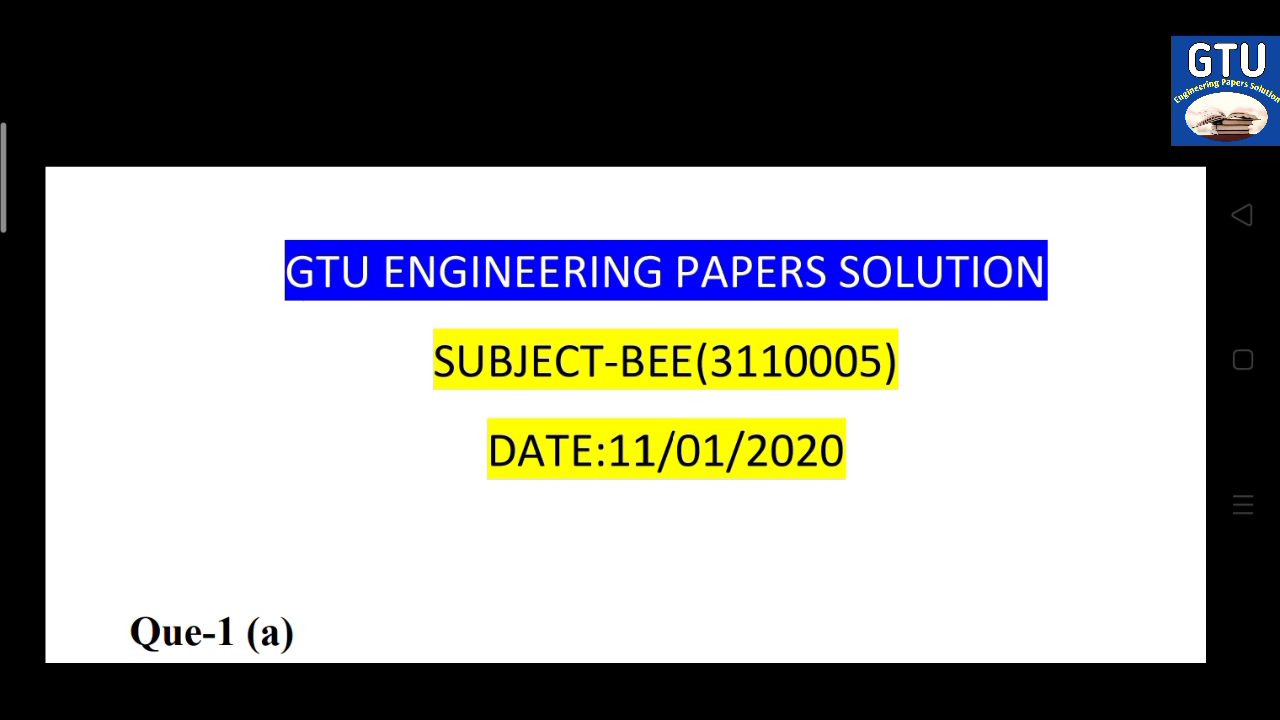 GTU
Engineering Papers Solution
GTU ENGINEERING PAPERS SOLUTION
SUBJECT-BEE(3110005)
DATE:11/01/2020
Que-1 (a)